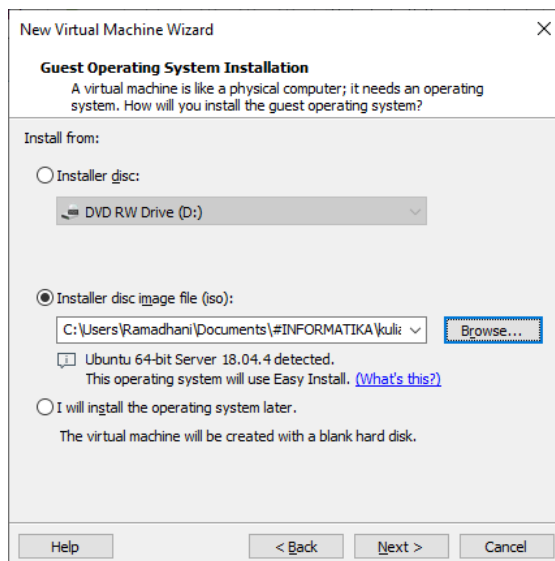 New Virtual Machine Wizard
Guest Operating System Installation
A virtual machine is like a physical computer; it needs an operating
system. How will you install the guest operating system?
Install from:
Installer disc:
DVD RW Drive (D:)
Installer disc image file (iso):
C:\Users\Ramadhani\Documents\#INFORMATIKA\kulia
Browse...
Ubuntu 64-bit Server 18.04.4 detected.
This operating system will use Easy Install. (What's this?)
I will install the operating system later.
The virtual machine will be created with a blank hard disk.
Help < Back Next > Cancel